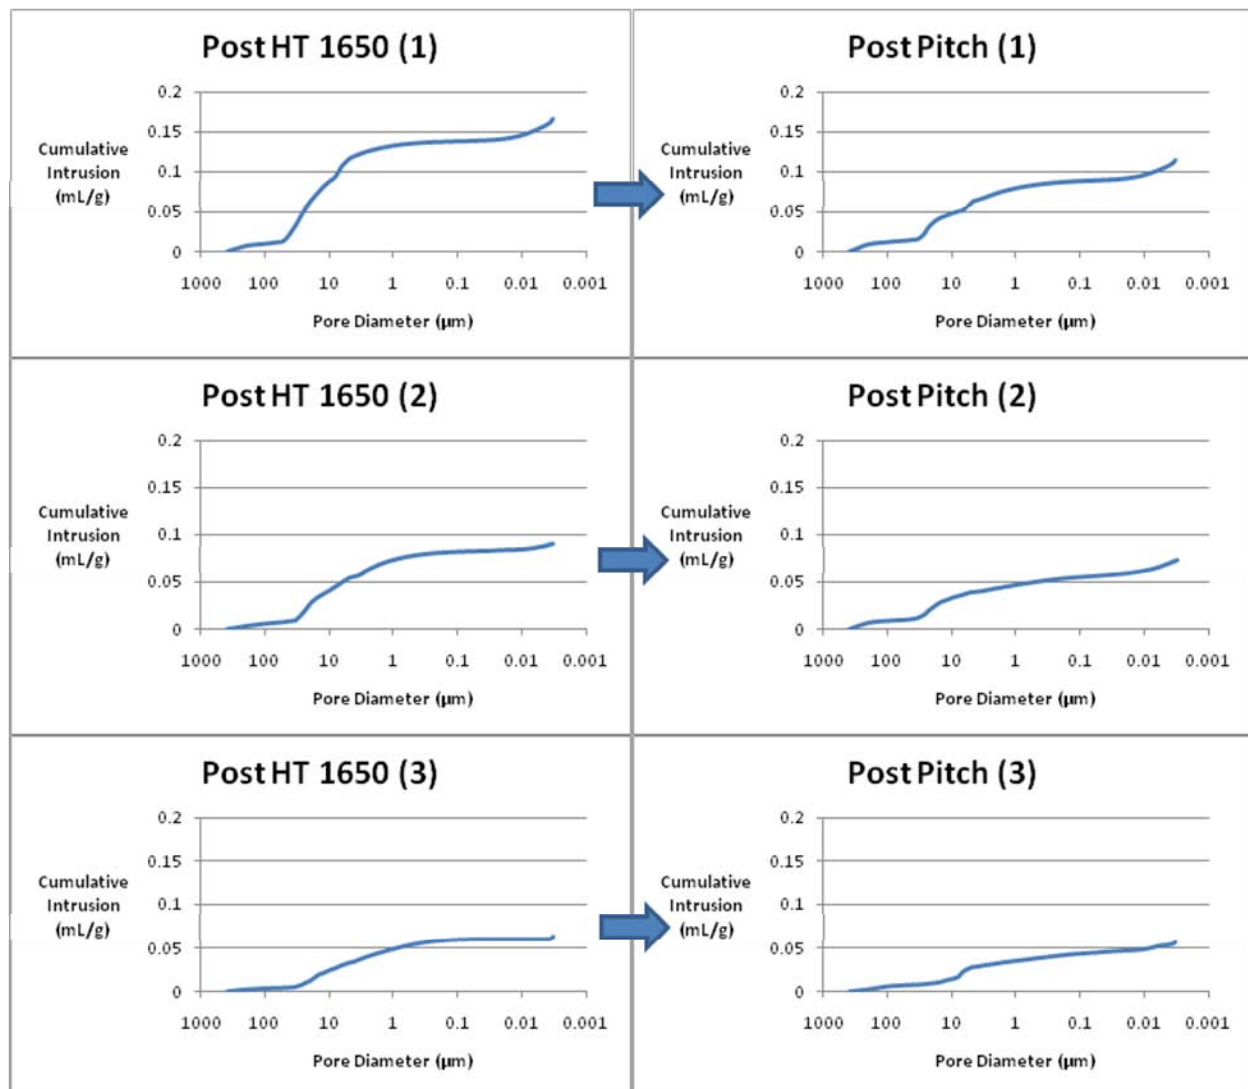 Post HT 1650 (1)
0.2
0.15
0.1
0.05
0
Cumulative
Intrusion
(mL/g)
1000 100 10 1 0.1 0.01 0.001
Pore Diameter (µm)
Post Pitch (1)
0.2
0.15
0.1
0.05
0
Cumulative
Intrusion
(mL/g)
1000 100 10 1 0.1 0.01 0.001
Pore Diameter (µm)
Post HT 1650 (2)
0.2
0.15
0.1
0.05
0
Cumulative
Intrusion
(mL/g)
1000 100 10 1 0.1 0.01 0.001
Pore Diameter (µm)
Post Pitch (2)
0.2
0.15
0.1
0.05
0
Cumulative
Intrusion
(mL/g)
1000 100 10 1 0.1 0.01 0.001
Pore Diameter (µm)
Post HT 1650 (3)
0.2
0.15
0.1
0.05
0
Cumulative
Intrusion
(mL/g)
1000 100 10 1 0.1 0.01 0.001
Pore Diameter (µm)
Post Pitch (3)
0.2
0.15
0.1
0.05
0
Cumulative
Intrusion
(mL/g)
1000 100 10 1 0.1 0.01 0.001
Pore Diameter (µm)